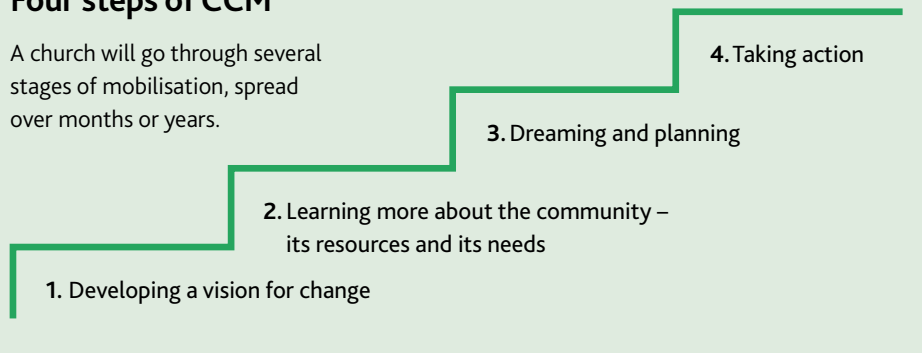 Four steps of CCM
A church will go through several
stages of mobilisation, spread
over months or years.
4. Taking action
3. Dreaming and planning
2. Learning more about the community –
its resources and its needs
1. Developing a vision for change